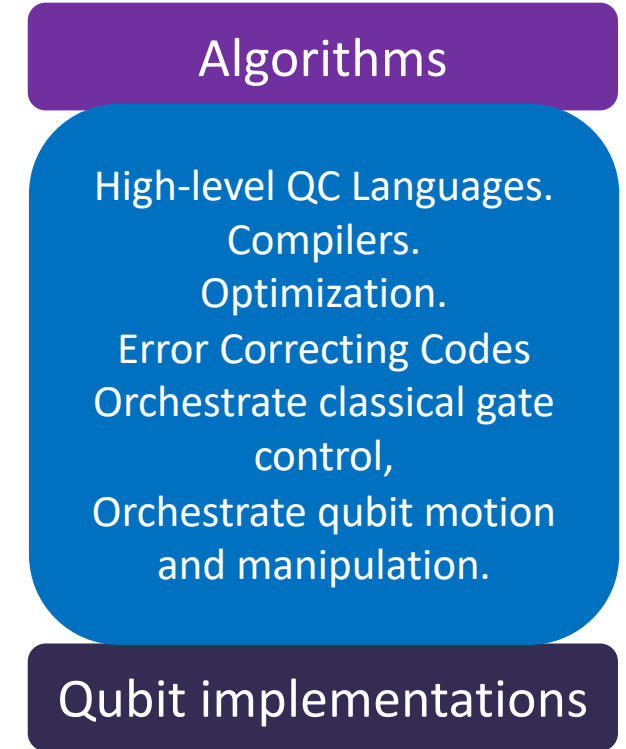 Algorithms
High-level QC Languages.
Compilers.
Optimization.
Error Correcting Codes
Orchestrate classical gate
control,
Orchestrate qubit motion
and manipulation.
Qubit implementations